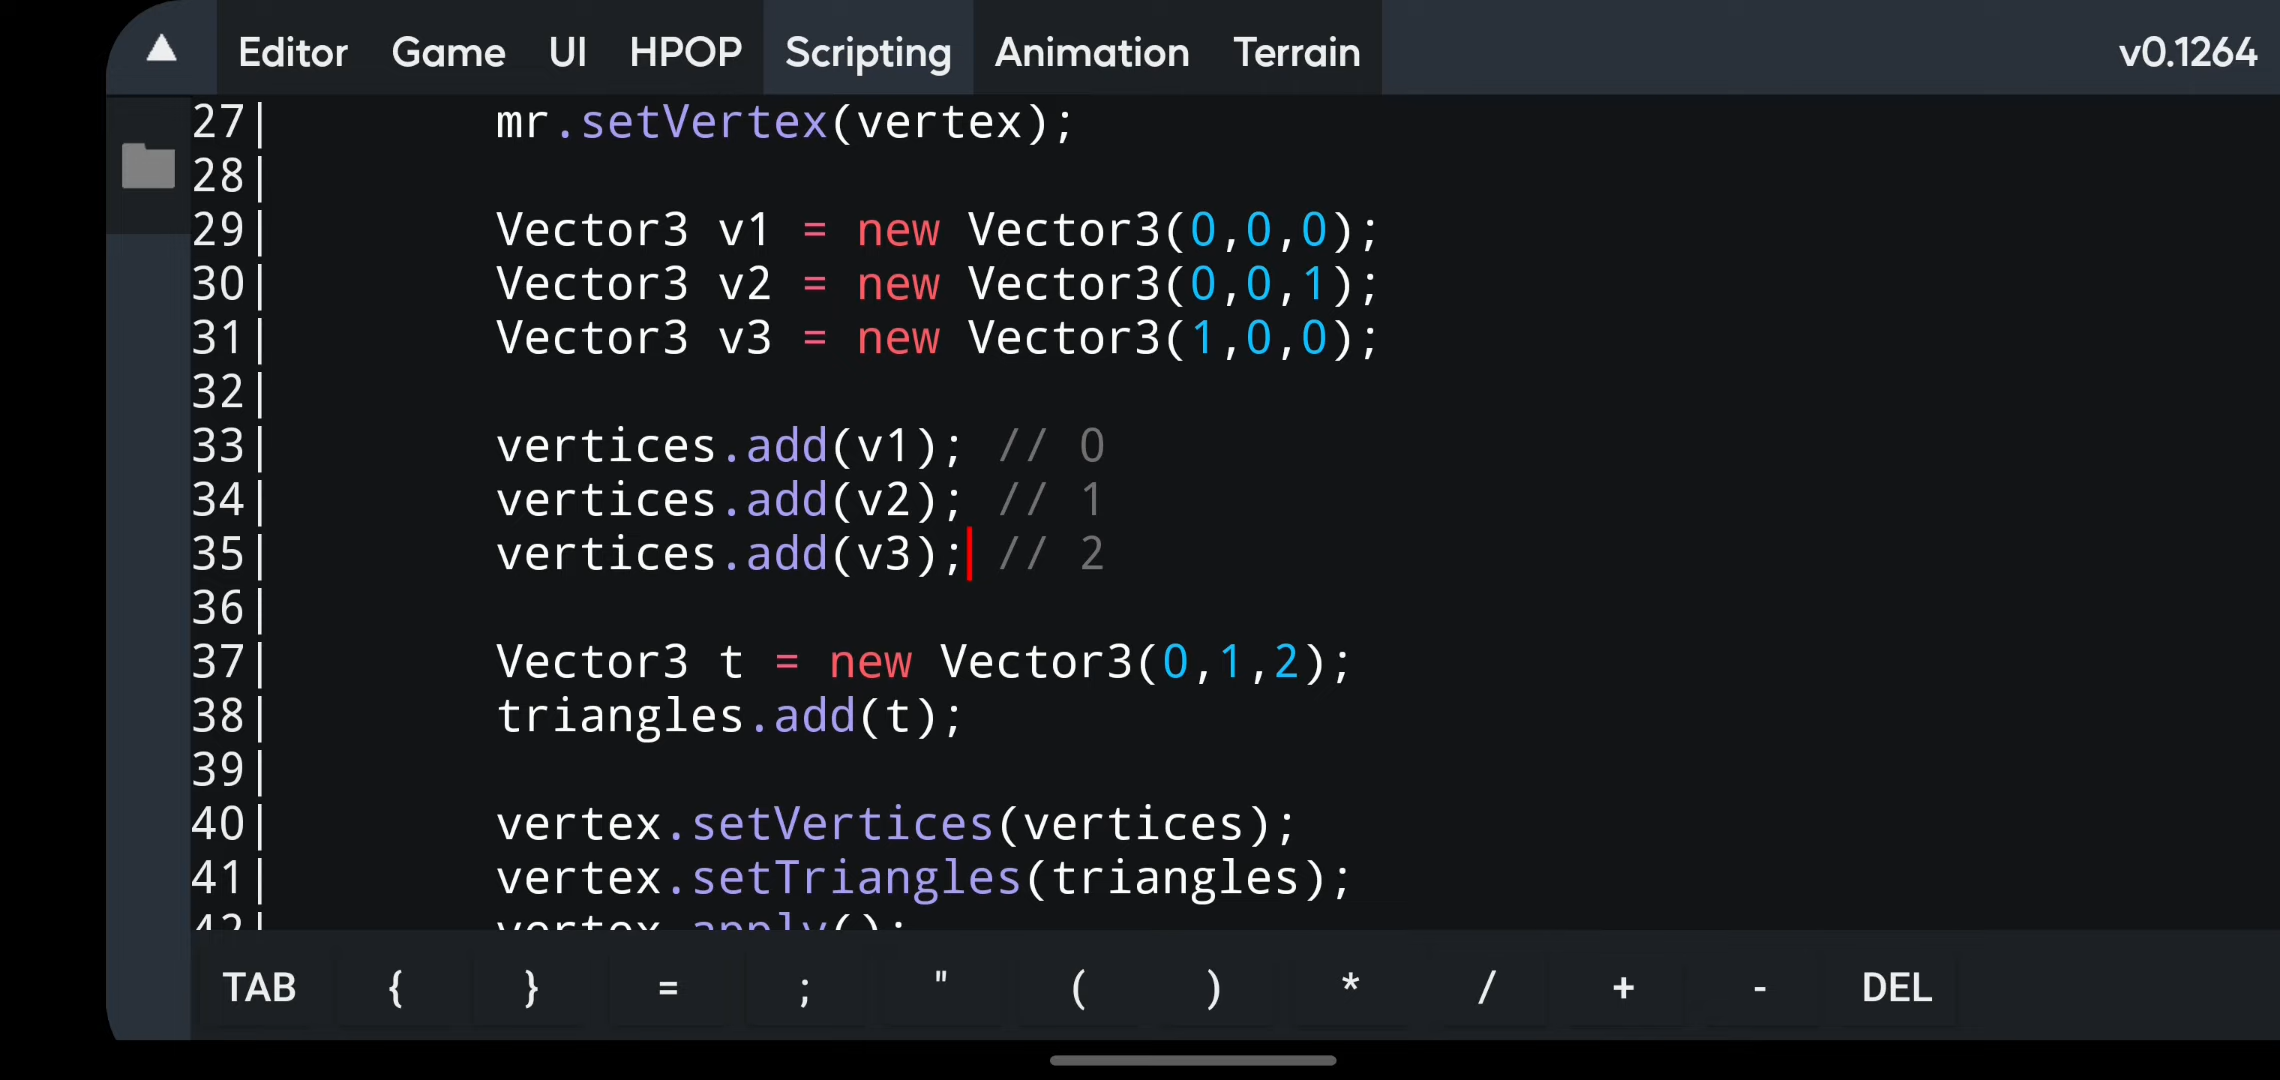 ▲ Editor Game UI HPOP Scripting Animation Terrain v0.1264
27| mr.setVertex(vertex);
28|
29| Vector3 v1 = new Vector3(0,0,0);
30| Vector3 v2 = new Vector3(0,0,1);
31| Vector3 v3 = new Vector3(1,0,0);
32|
33| vertices.add(v1); // 0
34| vertices.add(v2); // 1
35| vertices.add(v3); // 2
36|
37| Vector3 t = new Vector3(0,1,2);
38| triangles.add(t);
39|
40| vertex.setVertices(vertices);
41| vertex.setTriangles(triangles);
42| vertex.apply();
TAB { } = ; " ( ) * / + - DEL